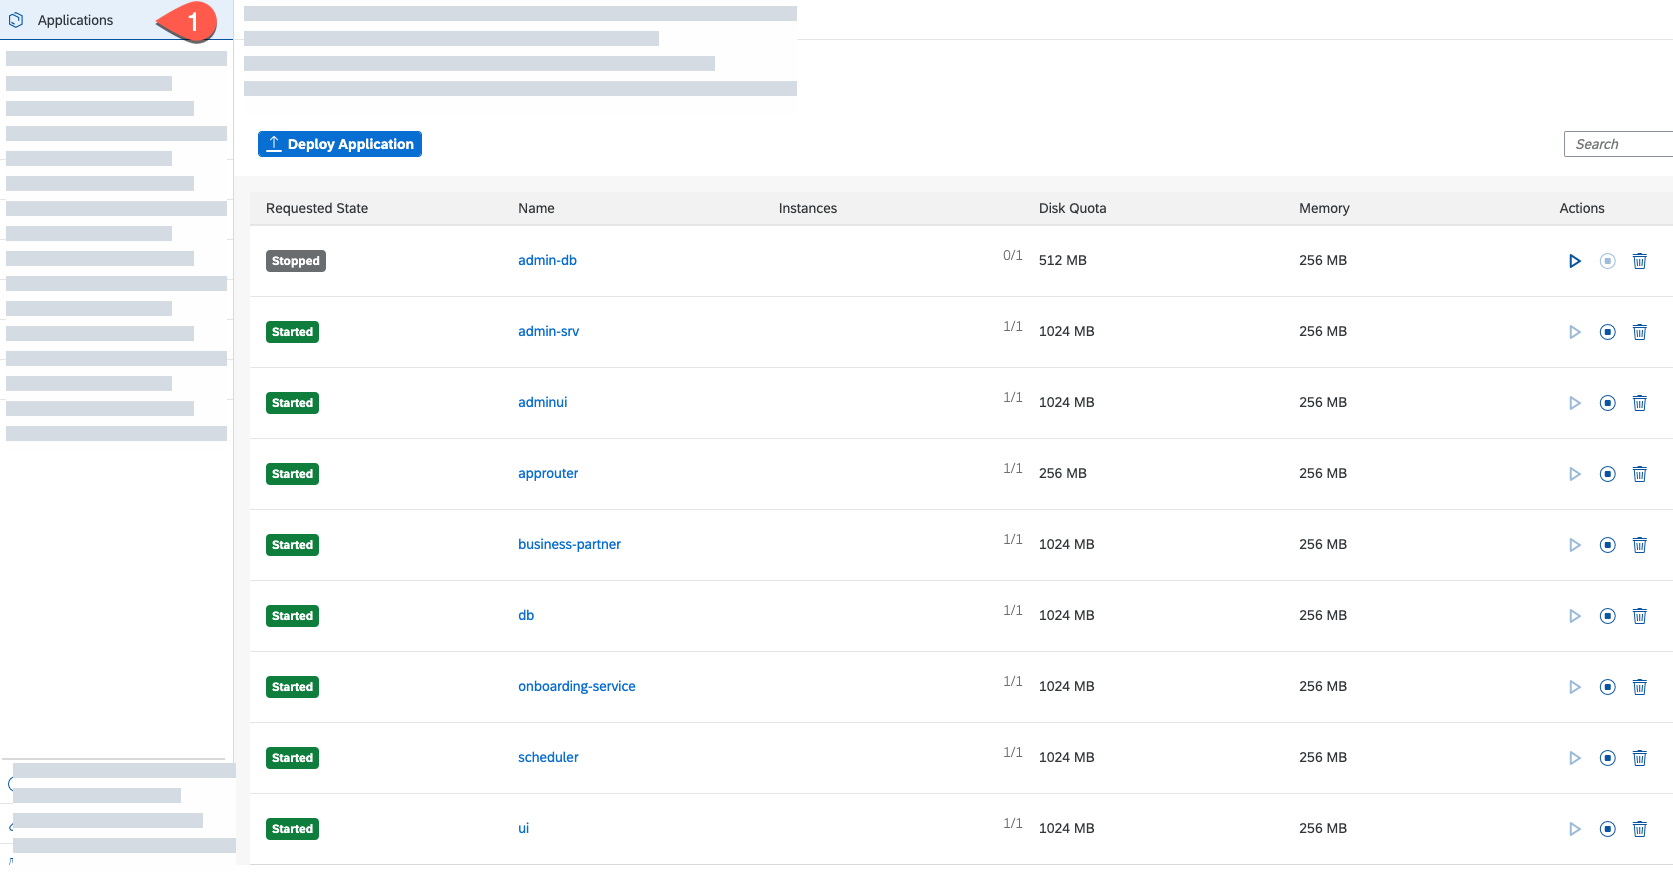 Applications
1
Deploy Application
Search
Requested State Name Instances Disk Quota Memory Actions
Stopped admin-db 0/1 512 MB 256 MB
Started admin-srv 1/1 1024 MB 256 MB
Started adminui 1/1 1024 MB 256 MB
Started approuter 1/1 256 MB 256 MB
Started business-partner 1/1 1024 MB 256 MB
Started db 1/1 1024 MB 256 MB
Started onboarding-service 1/1 1024 MB 256 MB
Started scheduler 1/1 1024 MB 256 MB
Started ui 1/1 1024 MB 256 MB